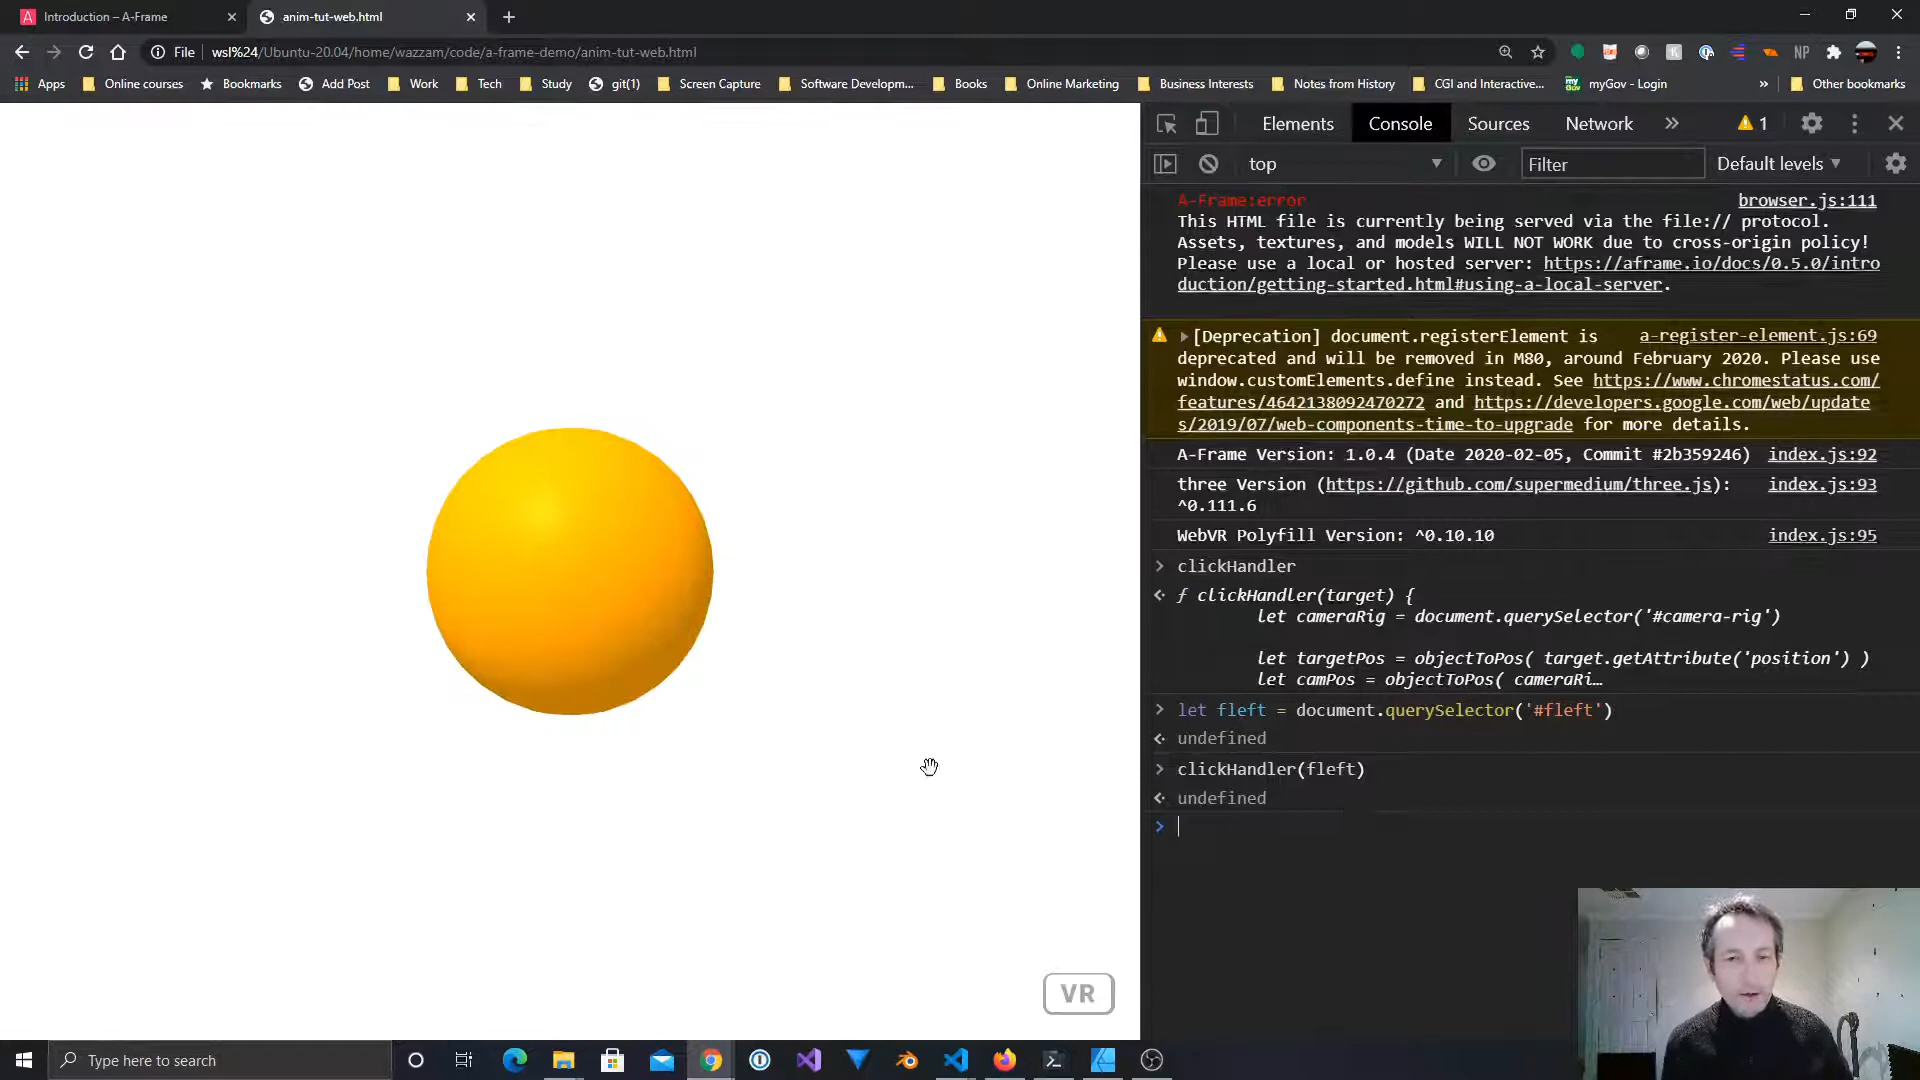 Introduction – A-Frame
anim-tut-web.html
File
wsl%24/Ubuntu-20.04/home/wazzam/code/a-frame-demo/anim-tut-web.html
NP
Apps
Online courses
Bookmarks
Add Post
Work
Tech
Study
git(1)
Screen Capture
Software Developm...
Books
Online Marketing
Business Interests
Notes from History
CGI and Interactive...
myGov - Login
»
Other bookmarks
Elements
Console
Sources
Network
»
1
top
Filter
Default levels
A-Frame:error
browser.js:111
This HTML file is currently being served via the file:// protocol.
Assets, textures, and models WILL NOT WORK due to cross-origin policy!
Please use a local or hosted server: https://aframe.io/docs/0.5.0/intro
duction/getting-started.html#using-a-local-server.
[Deprecation] document.registerElement is
a-register-element.js:69
deprecated and will be removed in M80, around February 2020. Please use
window.customElements.define instead. See https://www.chromestatus.com/
features/4642138092470272 and https://developers.google.com/web/update
s/2019/07/web-components-time-to-upgrade for more details.
A-Frame Version: 1.0.4 (Date 2020-02-05, Commit #2b359246)
index.js:92
three Version (https://github.com/supermedium/three.js):
index.js:93
^0.111.6
WebVR Polyfill Version: ^0.10.10
index.js:95
> clickHandler
ƒ clickHandler(target) {
let cameraRig = document.querySelector('#camera-rig')
let targetPos = objectToPos( target.getAttribute('position') )
let camPos = objectToPos( cameraRi…
> let fleft = document.querySelector('#fleft')
undefined
> clickHandler(fleft)
undefined
>
VR
Type here to search